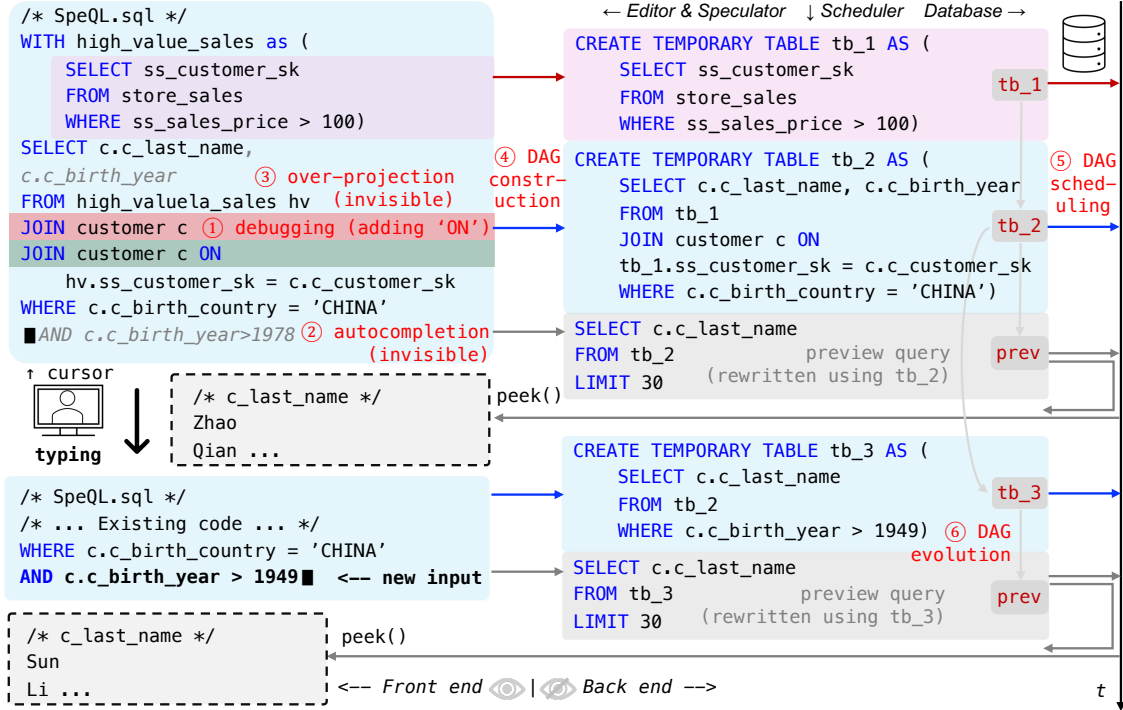 /* SpeQL.sql */
WITH high_value_sales as (
SELECT ss_customer_sk
FROM store_sales
WHERE ss_sales_price > 100)
SELECT c.c_last_name,
c.c_birth_year
③ over-projection
(invisible)
FROM high_valuela_sales hv
JOIN customer c ① debugging (adding ‘ON’)
JOIN customer c ON
hv.ss_customer_sk = c.c_customer_sk
WHERE c.c_birth_country = ’CHINA’
AND c.c_birth_year>1978 ② autocompletion
(invisible)
↑ cursor
typing
← Editor & Speculator ↓ Scheduler Database →
CREATE TEMPORARY TABLE tb_1 AS (
SELECT ss_customer_sk
FROM store_sales
WHERE ss_sales_price > 100)
tb_1
④ DAG
constr-
uction
CREATE TEMPORARY TABLE tb_2 AS (
SELECT c.c_last_name, c.c_birth_year
FROM tb_1
JOIN customer c ON
tb_1.ss_customer_sk = c.c_customer_sk
WHERE c.c_birth_country = ’CHINA’)
tb_2
⑤ DAG
sched-
uling
SELECT c.c_last_name
FROM tb_2
LIMIT 30
preview query
(rewritten using tb_2)
prev
peek()
/* c_last_name */
Zhao
Qian ...
/* SpeQL.sql */
/* ... Existing code ... */
WHERE c.c_birth_country = ’CHINA’
AND c.c_birth_year > 1949 <-- new input
CREATE TEMPORARY TABLE tb_3 AS (
SELECT c.c_last_name
FROM tb_2
WHERE c.c_birth_year > 1949)
tb_3
⑥ DAG
evolution
SELECT c.c_last_name
FROM tb_3
LIMIT 30
preview query
(rewritten using tb_3)
prev
peek()
/* c_last_name */
Sun
Li ...
<-- Front end | Back end -->
t